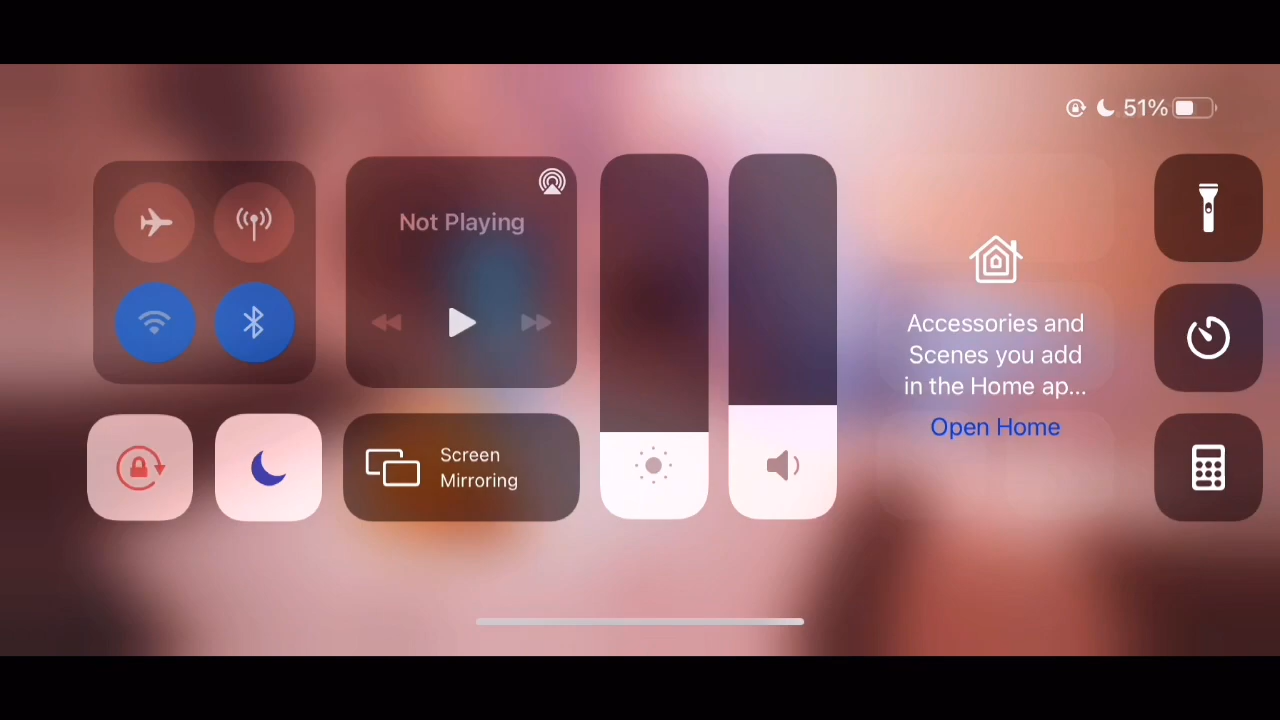 51%
Not Playing
Screen
Mirroring
Accessories and
Scenes you add
in the Home ap...
Open Home